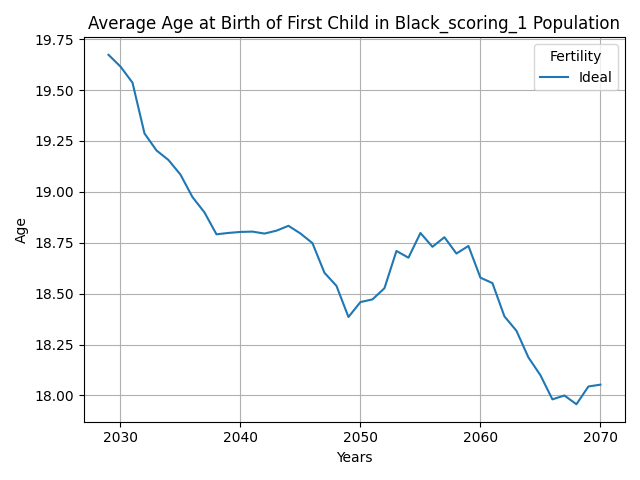 Average Age at Birth of First Child in Black_scoring_1 Population
Fertility
Ideal
19.75
19.50
19.25
19.00
18.75
18.50
18.25
18.00
Age
2030 2040 2050 2060 2070
Years